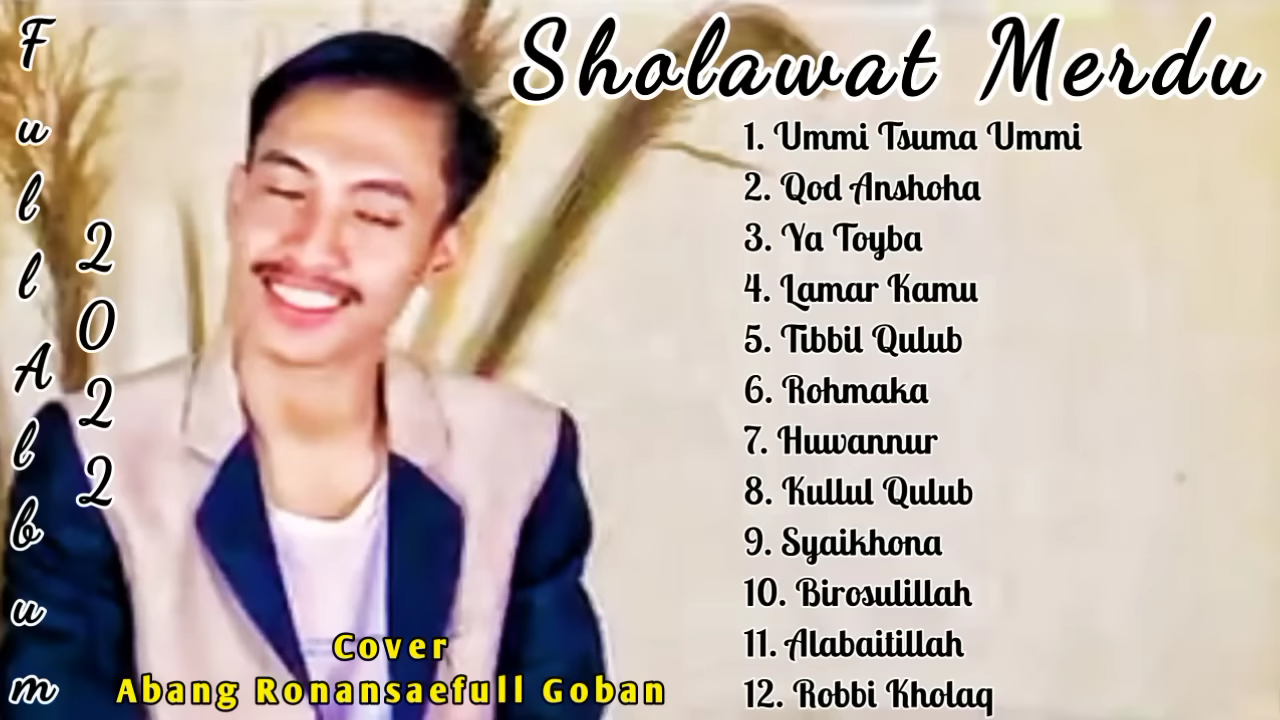 Full Album
2022
Sholawat Merdu
1. Ummi Tsuma Ummi
2. Qod Anshoha
3. Ya Toyba
4. Lamar Kamu
5. Tibbil Qulub
6. Rohmaka
7. Huwannur
8. Kullul Qulub
9. Syaikhona
10. Birosulillah
11. Alabaitillah
12. Robbi Kholaq
Cover
Abang Ronansaefull Goban